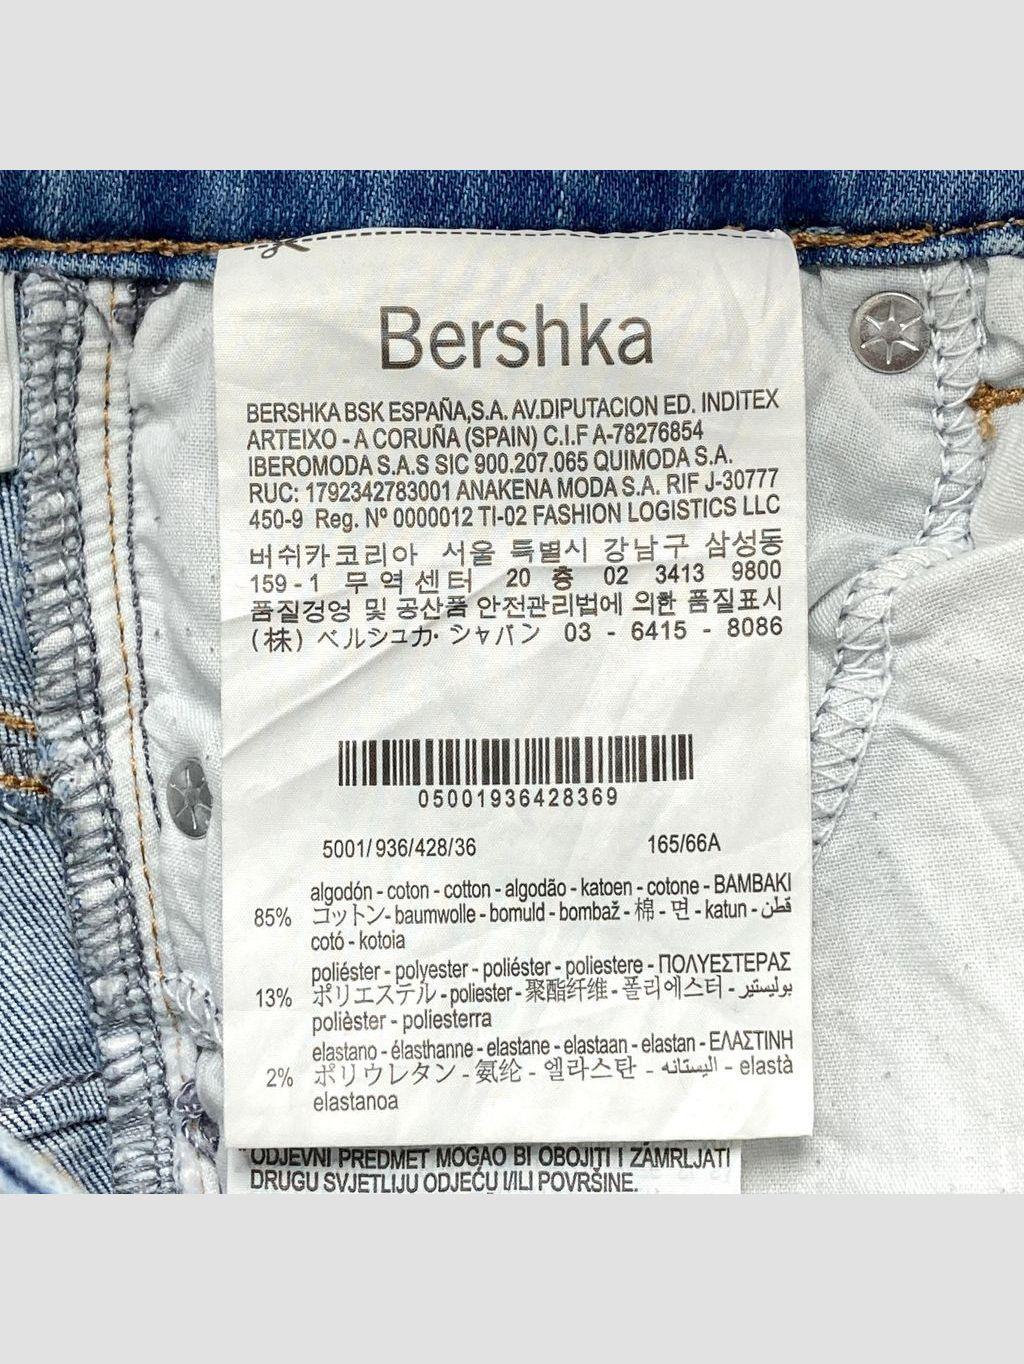 Bershka
BERSHKA BSK ESPAÑA,S.A. AV.DIPUTACION ED. INDITEX
ARTEIXO - A CORUÑA (SPAIN) C.I.F A-78276854
IBEROMODA S.A.S SIC 900.207.065 QUIMODA S.A.
RUC: 1792342783001 ANAKENA MODA S.A. RIF J-30777
450-9 Reg. Nº 0000012 TI-02 FASHION LOGISTICS LLC
버쉬카코리아 서울 특별시 강남구 삼성동
159-1 무역센터 20 층 02 3413 9800
품질경영 및 공산품 안전관리법에 의한 품질표시
(株) ベルシュカ・ジャパン 03 - 6415 - 8086
05001936428369
5001/936/428/36 165/66A
algodón - coton - cotton - algodão - katoen - cotone - BAMBAKI
85% コットン- baumwolle - bomuld - bombaž - 棉 - 면 - katun - قطن
cotó - kotoia
poliéster - polyester - poliéster - poliestere - ΠΟΛΥΕΣΤΕΡΑΣ
13% ポリエステル - poliester - 聚酯纤维 - 폴리에스터 - بوليستير
polièster - poliesterra
elastano - élasthanne - elastane - elastaan - elastan - ΕΛΑΣΤΙΝΗ
2% ポリウレタン - 氨纶 - 엘라스탄 - اليستانه - elastà
elastanoa
*ODJEVNI PREDMET MOGAO BI OBOJITI I ZAMRLJATI
DRUGU SVJETLIJU ODJEĆU I/ILI POVRŠINE.